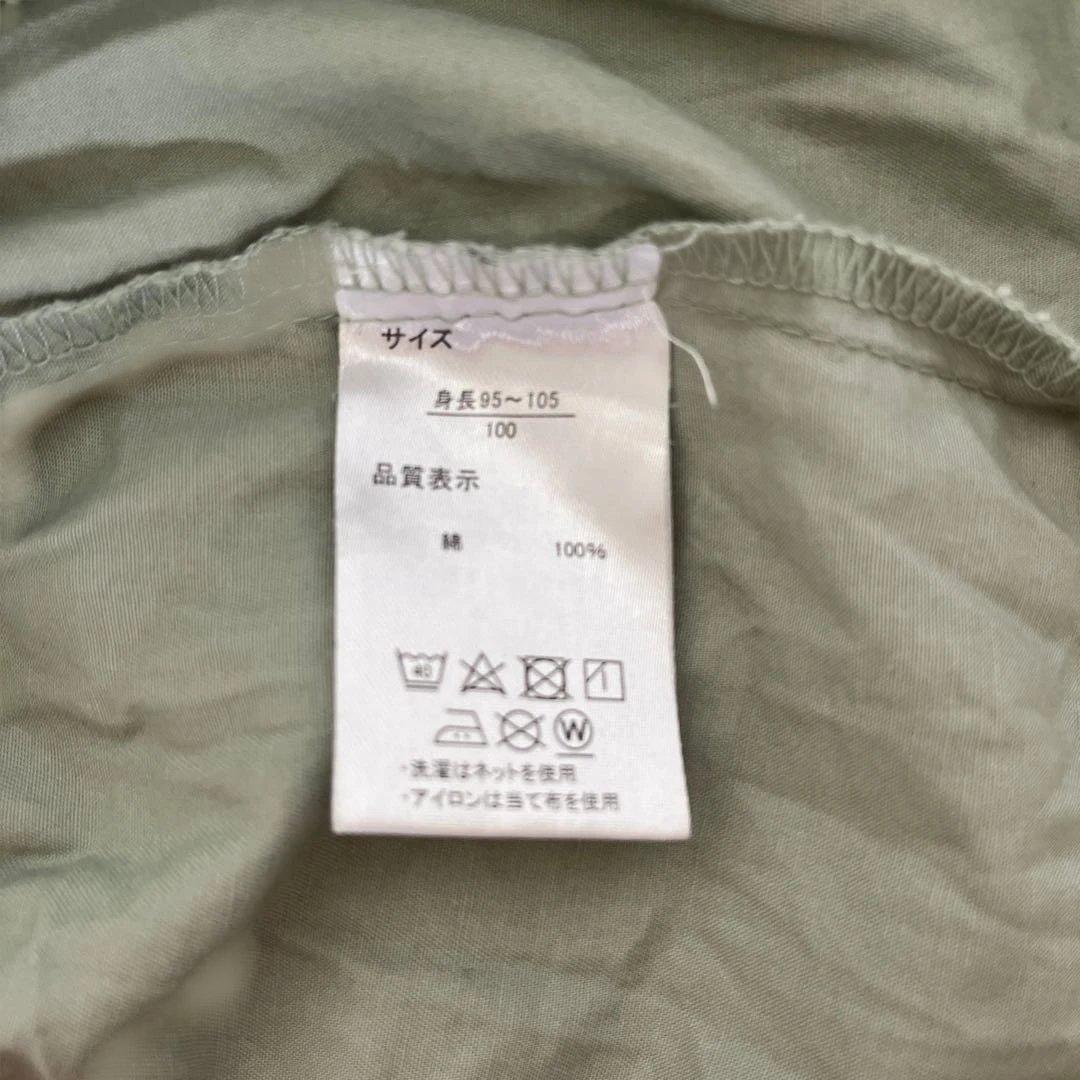 サイズ
身長95～105
100
品質表示
綿 100%
40
W
・洗濯はネットを使用
・アイロンは当て布を使用